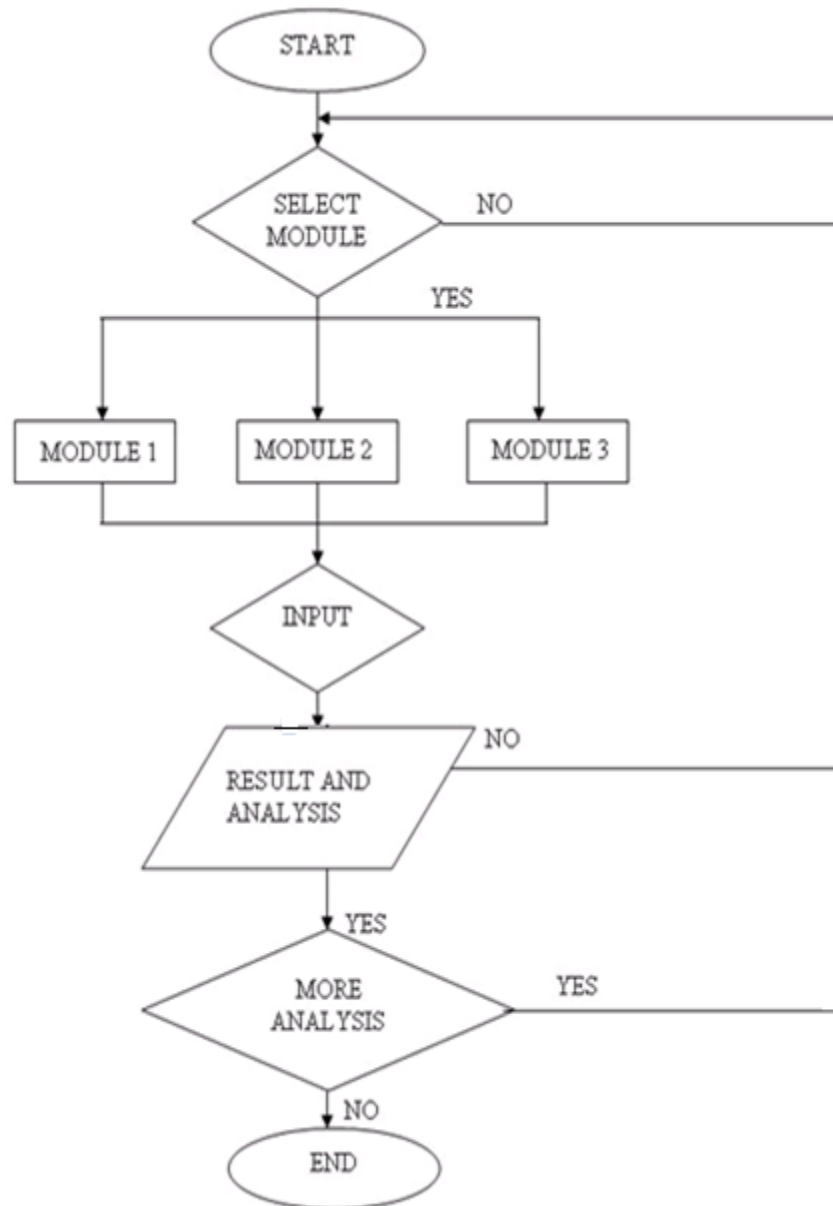 START
SELECT
MODULE
NO
YES
MODULE 1
MODULE 2
MODULE 3
INPUT
NO
RESULT AND
ANALYSIS
YES
MORE
ANALYSIS
YES
NO
END